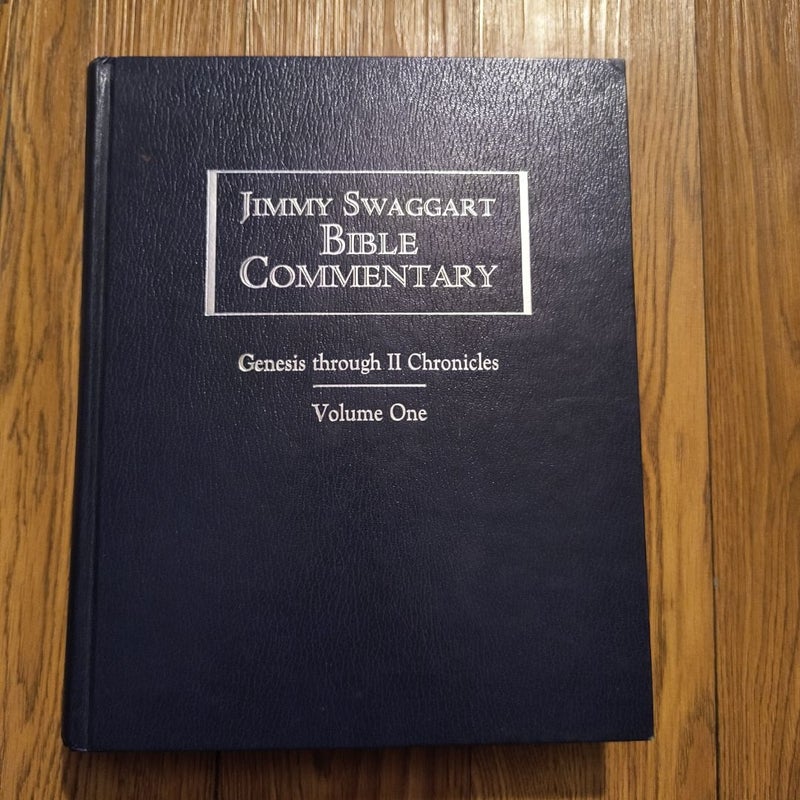 JIMMY SWAGGART
BIBLE
COMMENTARY
Genesis through II Chronicles
Volume One